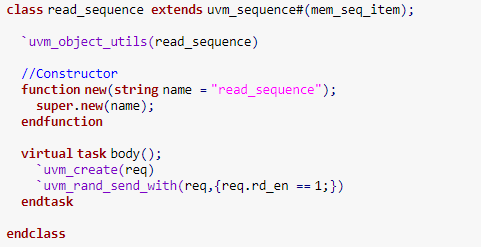 class read_sequence extends uvm_sequence#(mem_seq_item);
`uvm_object_utils(read_sequence)
//Constructor
function new(string name = "read_sequence");
super.new(name);
endfunction
virtual task body();
`uvm_create(req)
`uvm_rand_send_with(req,{req.rd_en == 1;})
endtask
endclass